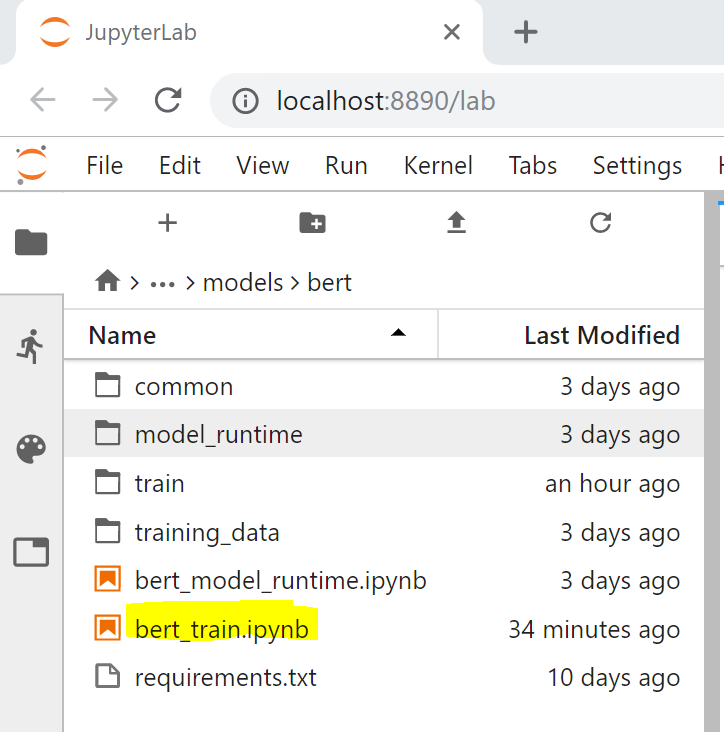 JupyterLab
localhost:8890/lab
File Edit View Run Kernel Tabs Settings
… > models > bert
Name Last Modified
common 3 days ago
model_runtime 3 days ago
train an hour ago
training_data 3 days ago
bert_model_runtime.ipynb 3 days ago
bert_train.ipynb 34 minutes ago
requirements.txt 10 days ago